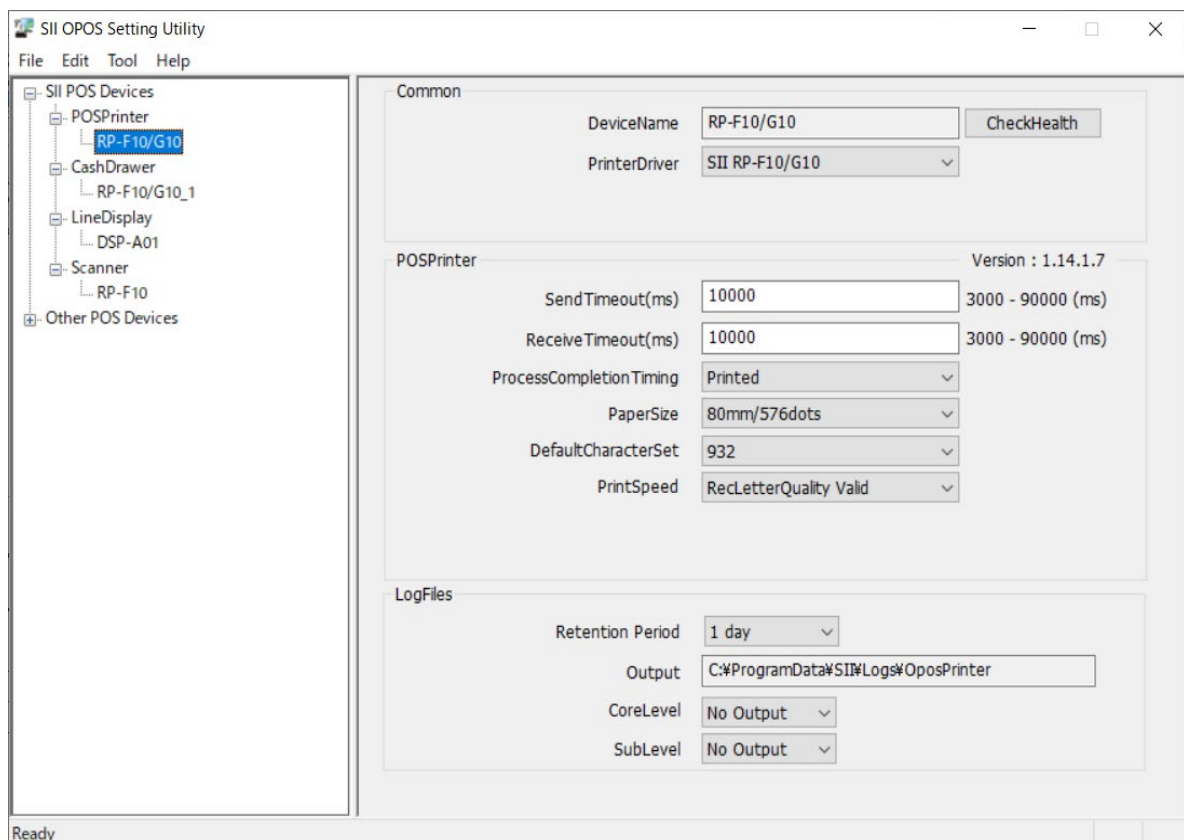 SII OPOS Setting Utility
File Edit Tool Help
SII POS Devices
POSPrinter
RP-F10/G10
CashDrawer
RP-F10/G10_1
LineDisplay
DSP-A01
Scanner
RP-F10
Other POS Devices
Common
DeviceName RP-F10/G10 CheckHealth
PrinterDriver SII RP-F10/G10
POSPrinter Version : 1.14.1.7
SendTimeout(ms) 10000 3000 - 90000 (ms)
ReceiveTimeout(ms) 10000 3000 - 90000 (ms)
ProcessCompletionTiming Printed
PaperSize 80mm/576dots
DefaultCharacterSet 932
PrintSpeed RecLetterQuality Valid
LogFiles
Retention Period 1 day
Output C:¥ProgramData¥SII¥Logs¥OposPrinter
CoreLevel No Output
SubLevel No Output
Ready